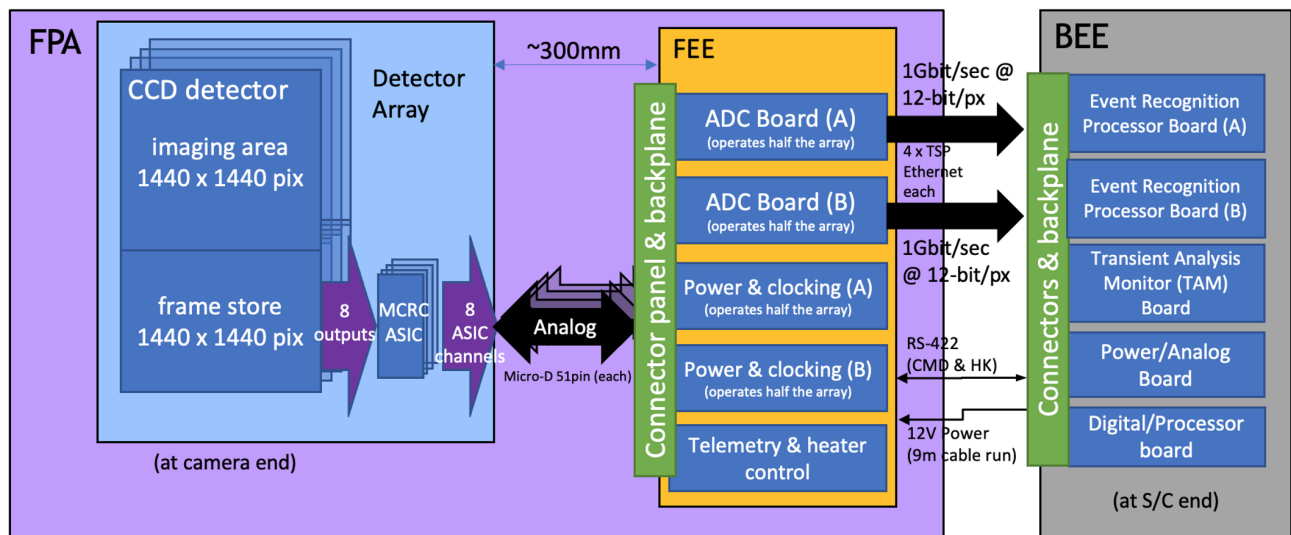 FPA
CCD detector
imaging area
1440 x 1440 pix
frame store
1440 x 1440 pix
8
outputs
MCRC
ASIC
8
ASIC
channels
Detector
Array
(at camera end)
~300mm
Analog
Micro-D 51pin (each)
FEE
Connector panel & backplane
ADC Board (A)
(operates half the array)
ADC Board (B)
(operates half the array)
Power & clocking (A)
(operates half the array)
Power & clocking (B)
(operates half the array)
Telemetry & heater
control
1Gbit/sec @
12-bit/px
4 x TSP
Ethernet
each
1Gbit/sec
@ 12-bit/px
RS-422
(CMD & HK)
12V Power
(9m cable run)
BEE
Connectors & backplane
Event Recognition
Processor Board (A)
Event Recognition
Processor Board (B)
Transient Analysis
Monitor (TAM)
Board
Power/Analog
Board
Digital/Processor
board
(at S/C end)